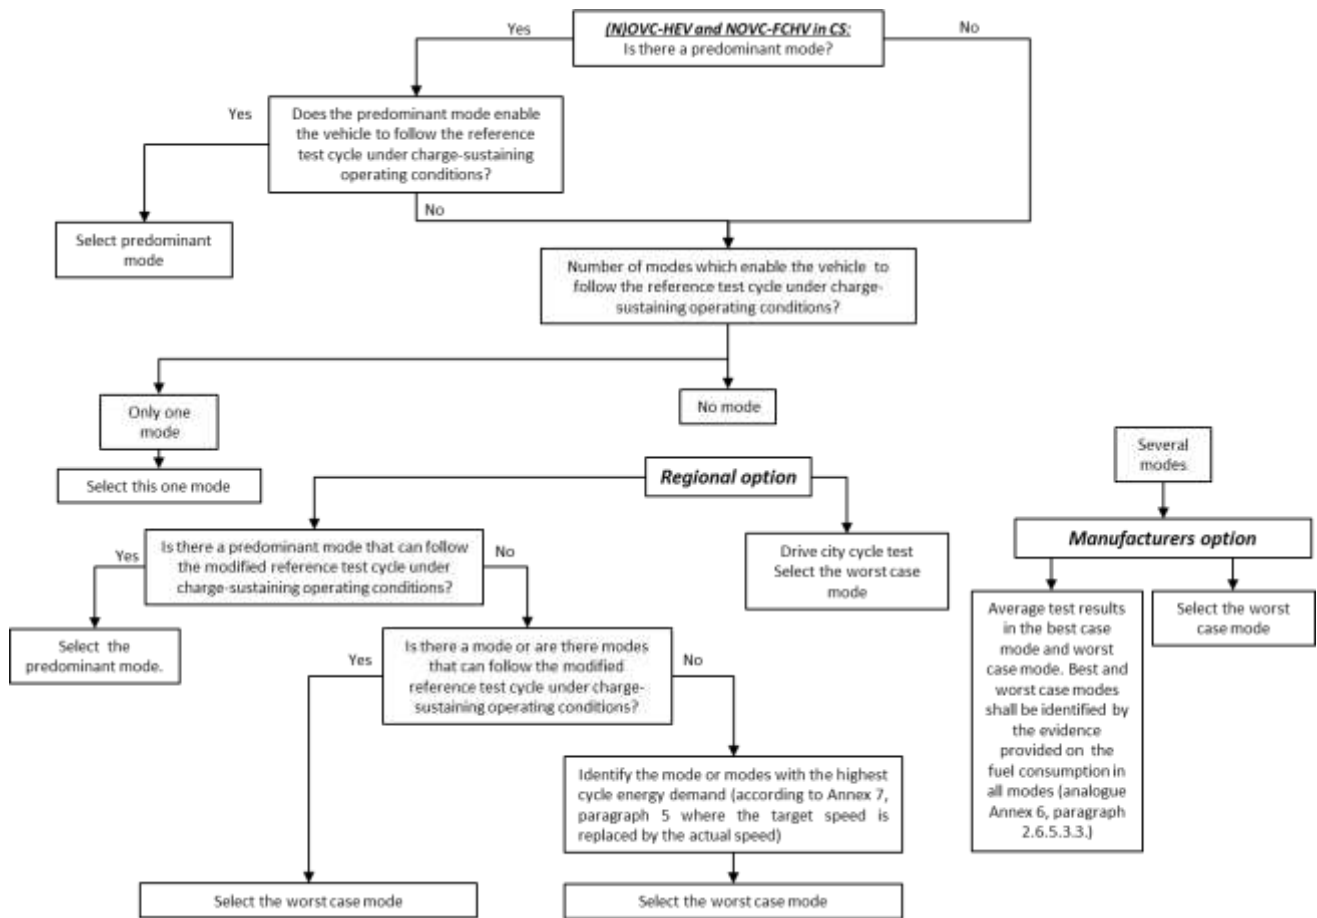 Yes
(N)OVC-HEV and NOVC-FCHV in CS:
Is there a predominant mode?
No
Yes
Does the predominant mode enable
the vehicle to follow the reference
test cycle under charge-sustaining
operating conditions?
No
Select predominant
mode
Number of modes which enable the vehicle to
follow the reference test cycle under charge-
sustaining operating conditions?
Only one
mode
No mode
Several
modes
Select this one mode
Regional option
Manufacturers option
Yes
Is there a predominant mode that can follow
the modified reference test cycle under
charge-sustaining operating conditions?
No
Drive city cycle test
Select the worst case
mode
Average test results
in the best case
mode and worst
case mode. Best and
worst case modes
shall be identified by
the evidence
provided on the
fuel consumption in
all modes (analogue
Annex 6, paragraph
2.6.5.3.3.)
Select the worst
case mode
Select the
predominant mode.
Yes
Is there a mode or are there modes
that can follow the modified
reference test cycle under charge-
sustaining operating conditions?
No
Identify the mode or modes with the highest
cycle energy demand (according to Annex 7,
paragraph 5 where the target speed is
replaced by the actual speed)
Select the worst case mode
Select the worst case mode